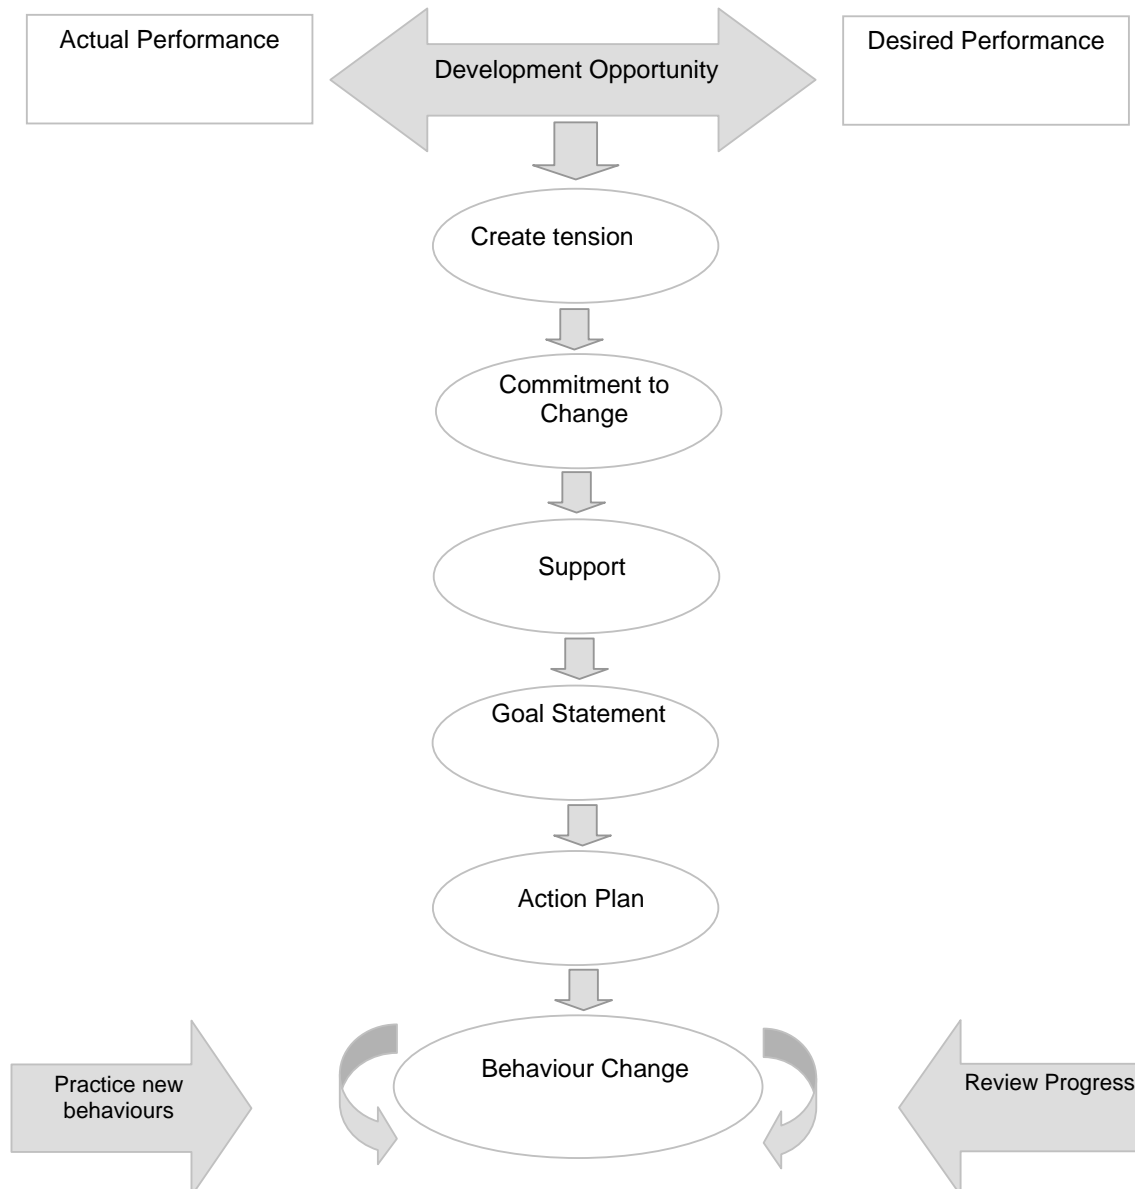 Actual Performance
Development Opportunity
Desired Performance
Create tension
Commitment to
Change
Support
Goal Statement
Action Plan
Behaviour Change
Practice new
behaviours
Review Progress